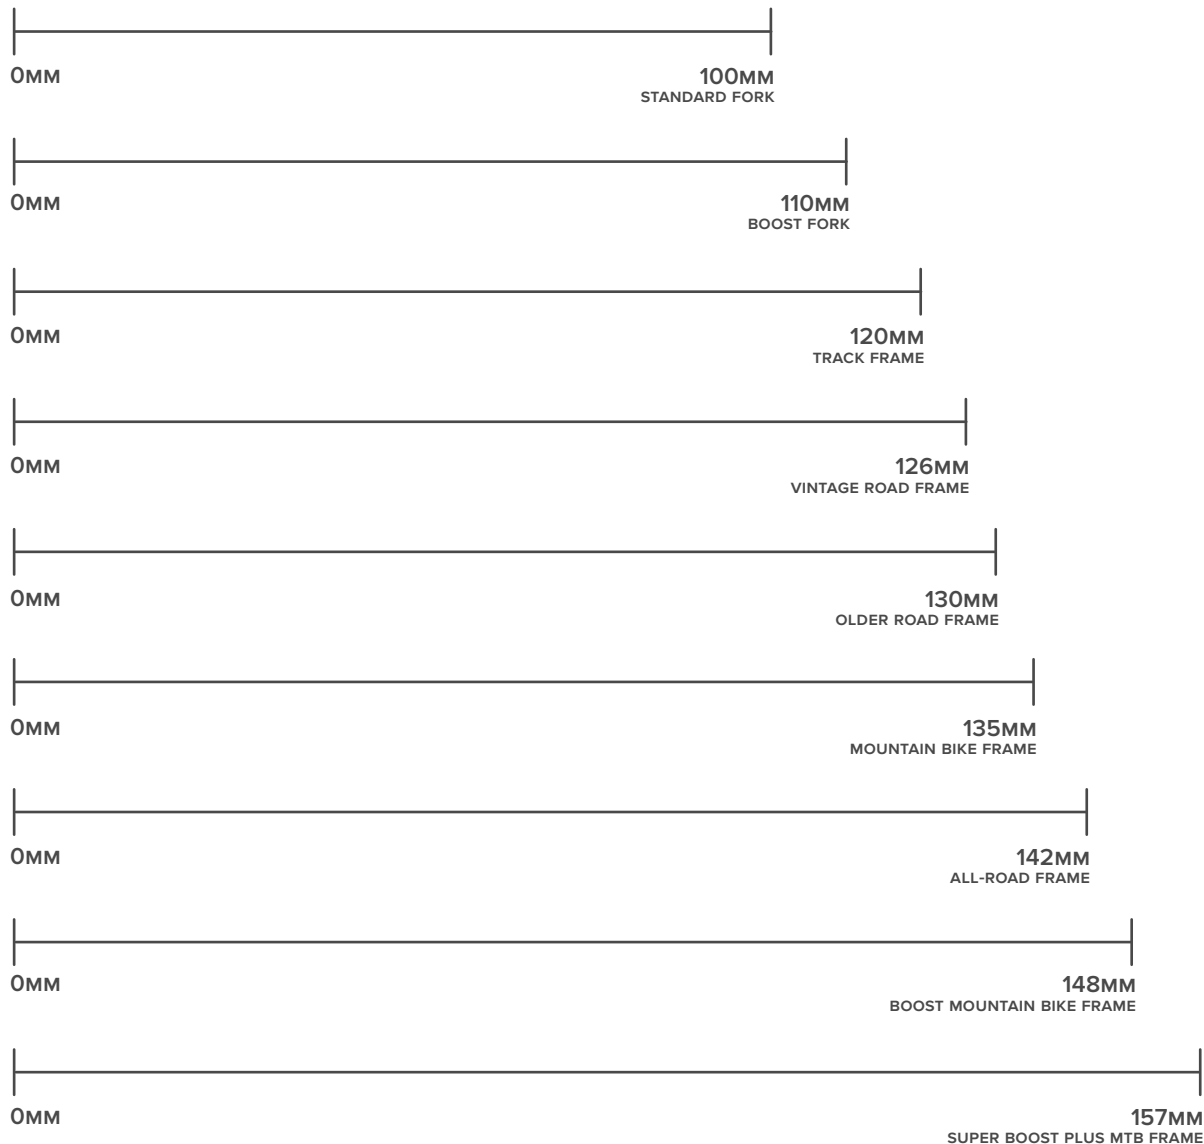 0MM 100MM
STANDARD FORK
0MM 110MM
BOOST FORK
0MM 120MM
TRACK FRAME
0MM 126MM
VINTAGE ROAD FRAME
0MM 130MM
OLDER ROAD FRAME
0MM 135MM
MOUNTAIN BIKE FRAME
0MM 142MM
ALL-ROAD FRAME
0MM 148MM
BOOST MOUNTAIN BIKE FRAME
0MM 157MM
SUPER BOOST PLUS MTB FRAME